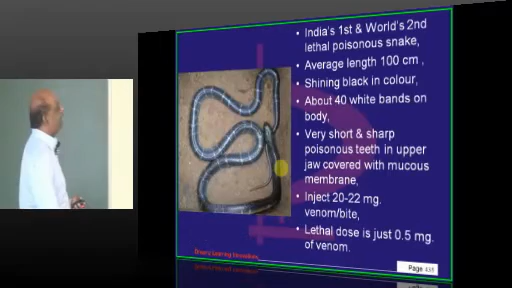 • India's 1st & World's 2nd
lethal poisonous snake,
• Average length 100 cm ,
• Shining black in colour,
• About 40 white bands on
body,
• Very short & sharp
poisonous teeth in upper
jaw covered with mucous
membrane,
• Inject 20-22 mg.
venom/bite,
• Lethal dose is just 0.5 mg.
of venom.
Page